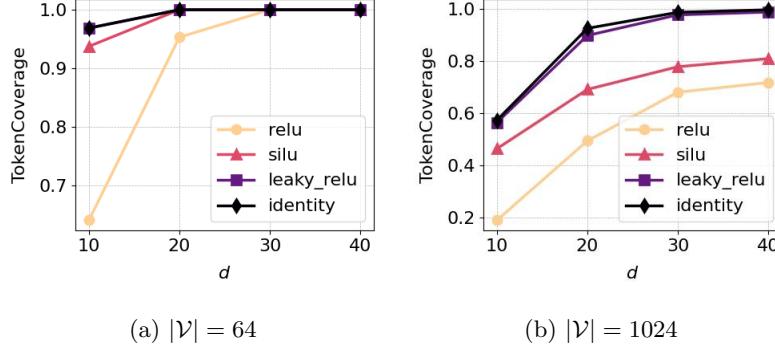 1.0
0.9
0.8
0.7
TokenCoverage
relu
silu
leaky_relu
identity
10 20 30 40
d
(a) |𝒱| = 64
1.0
0.8
0.6
0.4
0.2
TokenCoverage
relu
silu
leaky_relu
identity
10 20 30 40
d
(b) |𝒱| = 1024